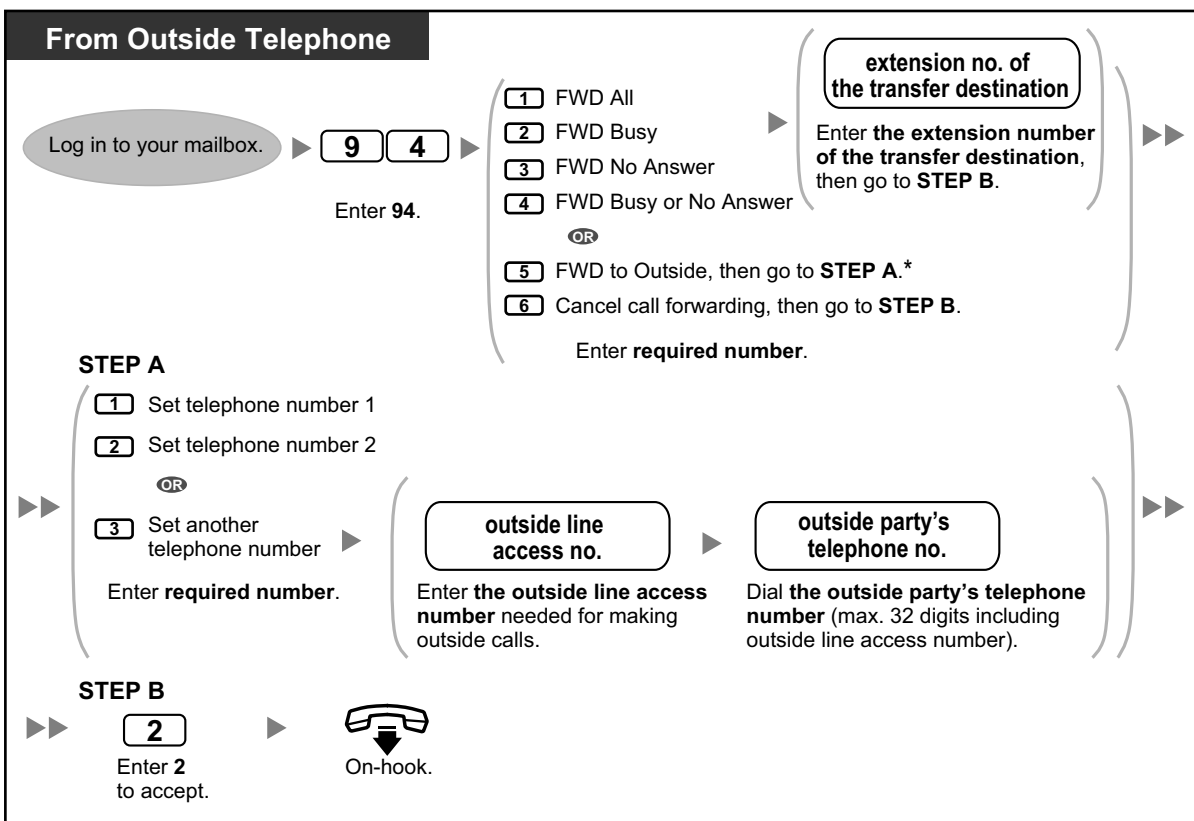 From Outside Telephone
Log in to your mailbox.
9 4
Enter 94.
1 FWD All
2 FWD Busy
3 FWD No Answer
4 FWD Busy or No Answer
OR
5 FWD to Outside, then go to STEP A.*
6 Cancel call forwarding, then go to STEP B.
Enter required number.
extension no. of
the transfer destination
Enter the extension number
of the transfer destination,
then go to STEP B.
STEP A
1 Set telephone number 1
2 Set telephone number 2
OR
3 Set another
telephone number
Enter required number.
outside line
access no.
Enter the outside line access
number needed for making
outside calls.
outside party's
telephone no.
Dial the outside party's telephone
number (max. 32 digits including
outside line access number).
STEP B
2
Enter 2
to accept.
On-hook.